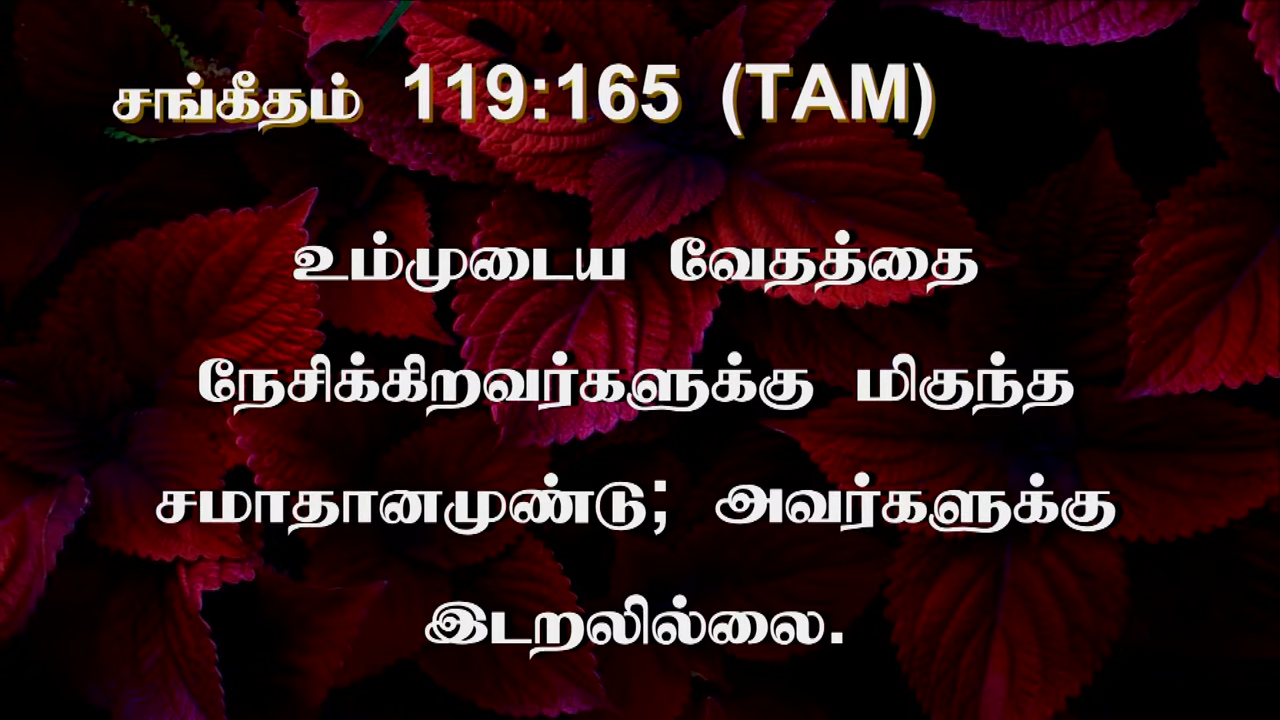 சங்கீதம் 119:165 (TAM)
உம்முடைய வேதத்தை
நேசிக்கிறவர்களுக்கு மிகுந்த
சமாதானமுண்டு; அவர்களுக்கு
இடறலில்லை.